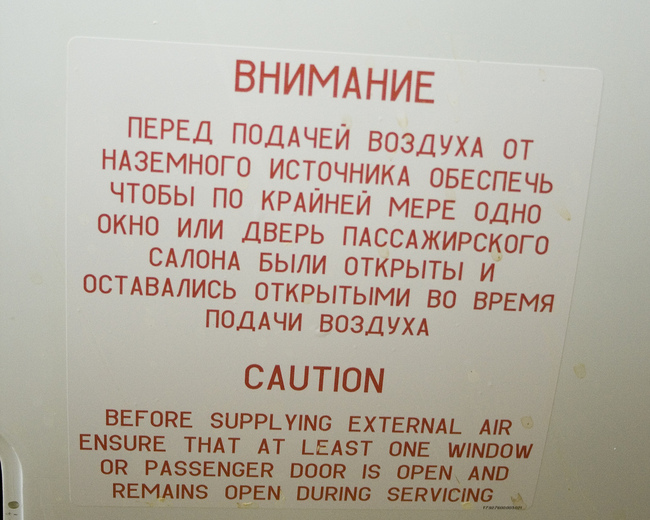 ВНИМАНИЕ
ПЕРЕД ПОДАЧЕЙ ВОЗДУХА ОТ
НАЗЕМНОГО ИСТОЧНИКА ОБЕСПЕЧЬ
ЧТОБЫ ПО КРАЙНЕЙ МЕРЕ ОДНО
ОКНО ИЛИ ДВЕРЬ ПАССАЖИРСКОГО
САЛОНА БЫЛИ ОТКРЫТЫ И
ОСТАВАЛИСЬ ОТКРЫТЫМИ ВО ВРЕМЯ
ПОДАЧИ ВОЗДУХА
CAUTION
BEFORE SUPPLYING EXTERNAL AIR
ENSURE THAT AT LEAST ONE WINDOW
OR PASSENGER DOOR IS OPEN AND
REMAINS OPEN DURING SERVICING